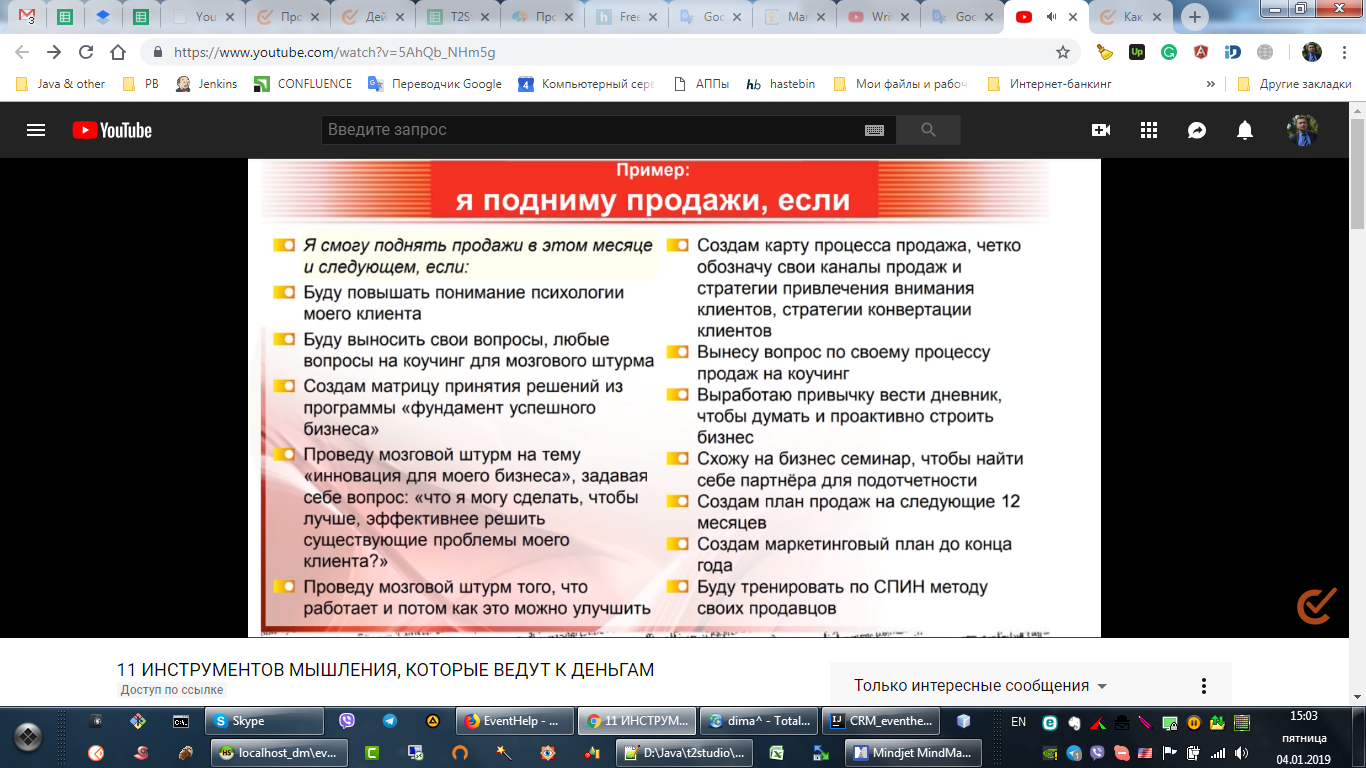 3
You
Про
Дей
T2S
Про
Free
Goo
Mar
Writ
Goo
Как
https://www.youtube.com/watch?v=5AhQb_NHm5g
Up
Java & other
PB
Jenkins
CONFLUENCE
Переводчик Google
4
Компьютерный серв
АППы
hb
hastebin
Мои файлы и рабоч
Интернет-банкинг
»
Другие закладки
YouTube
Введите запрос
Пример:
я подниму продажи, если
Я смогу поднять продажи в этом месяце
и следующем, если:
Буду повышать понимание психологии
моего клиента
Буду выносить свои вопросы, любые
вопросы на коучинг для мозгового штурма
Создам матрицу принятия решений из
программы «фундамент успешного
бизнеса»
Проведу мозговой штурм на тему
«инновация для моего бизнеса», задавая
себе вопрос: «что я могу сделать, чтобы
лучше, эффективнее решить
существующие проблемы моего
клиента?»
Проведу мозговой штурм того, что
работает и потом как это можно улучшить
Создам карту процесса продажа, четко
обозначу свои каналы продаж и
стратегии привлечения внимания
клиентов, стратегии конвертации
клиентов
Вынесу вопрос по своему процессу
продаж на коучинг
Выработаю привычку вести дневник,
чтобы думать и проактивно строить
бизнес
Схожу на бизнес семинар, чтобы найти
себе партнёра для подотчетности
Создам план продаж на следующие 12
месяцев
Создам маркетинговый план до конца
года
Буду тренировать по СПИН методу
своих продавцов
11 ИНСТРУМЕНТОВ МЫШЛЕНИЯ, КОТОРЫЕ ВЕДУТ К ДЕНЬГАМ
Доступ по ссылке
Только интересные сообщения
Skype
EventHelp - ...
11 ИНСТРУМ...
dima^ - Total...
CRM_eventhe...
EN
15:03
localhost_dm\ev...
D:\Java\t2studio\...
Mindjet MindMa...
пятница
04.01.2019